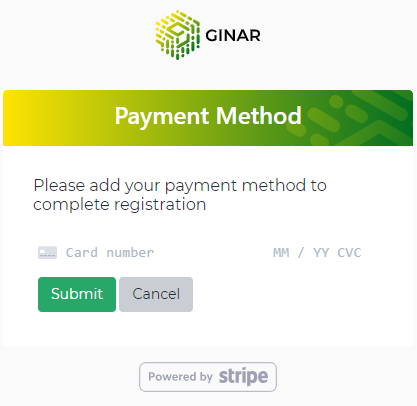 GINAR
Payment Method
Please add your payment method to
complete registration
Card number MM / YY CVC
Submit Cancel
Powered by stripe